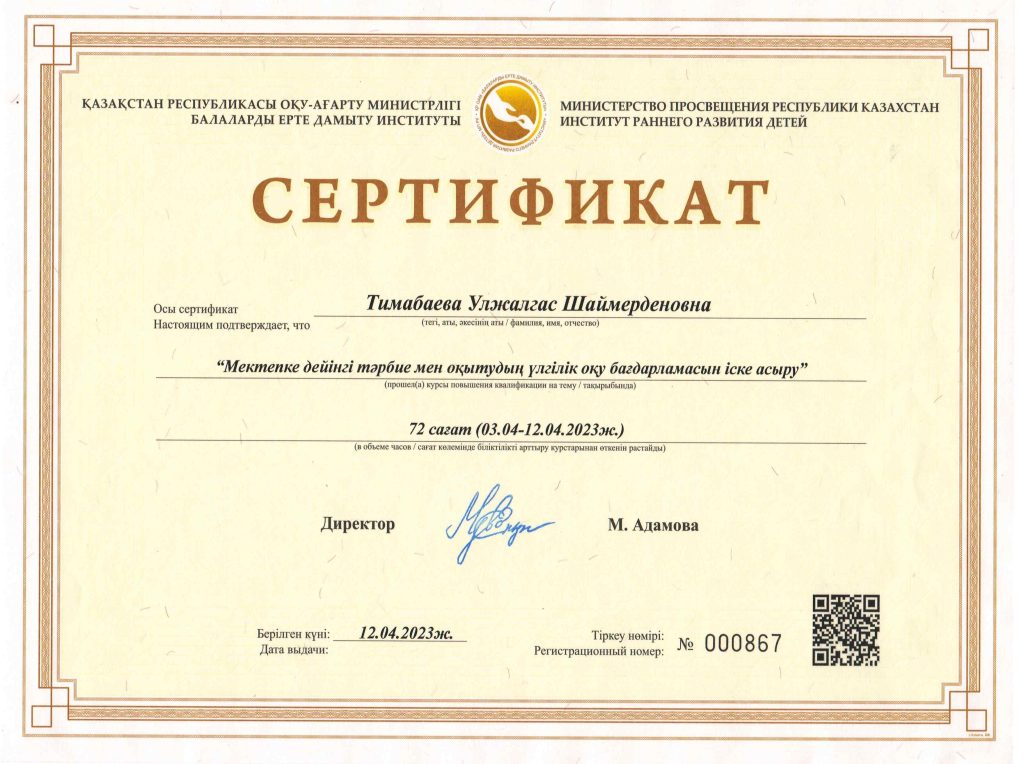 ҚАЗАҚСТАН РЕСПУБЛИКАСЫ ОҚУ-АҒАРТУ МИНИСТРЛІГІ
БАЛАЛАРДЫ ЕРТЕ ДАМЫТУ ИНСТИТУТЫ
МИНИСТЕРСТВО ПРОСВЕЩЕНИЯ РЕСПУБЛИКИ КАЗАХСТАН
ИНСТИТУТ РАННЕГО РАЗВИТИЯ ДЕТЕЙ
СЕРТИФИКАТ
Осы сертификат
Настоящим подтверждает, что
Тимабаева Улжалгас Шаймерденовна
(тегі, аты, әкесінің аты / фамилия, имя, отчество)
“Мектепке дейінгі тәрбие мен оқытудың үлгілік оқу бағдарламасын іске асыру”
(прошел(а) курсы повышения квалификации на тему / тақырыбында)
72 сағат (03.04-12.04.2023ж.)
(в объеме часов / сағат көлемінде біліктілікті арттыру курстарынан өткенін растайды)
Директор
М. Адамова
Берілген күні: 12.04.2023ж.
Дата выдачи:
Тіркеу нөмірі:
Регистрационный номер:
№ 000867